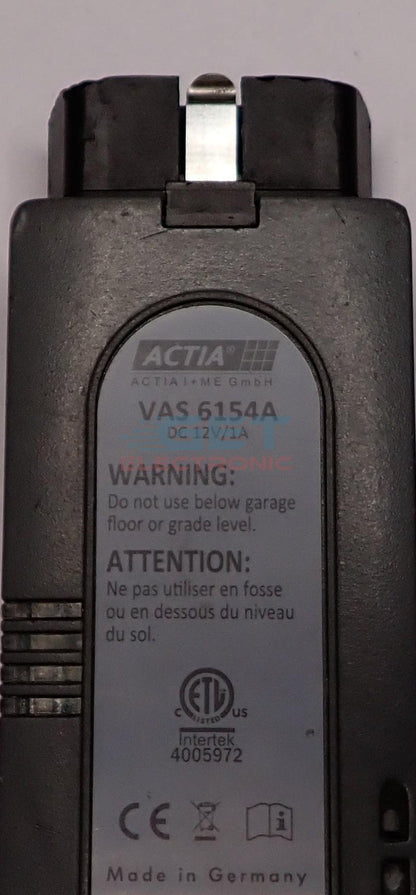 ACTIA®
ACTIA I+ME GmbH
VAS 6154A
DC 12V/1A
ELECTRONIC
WARNING:
Do not use below garage
floor or grade level.
ATTENTION:
Ne pas utiliser en fosse
ou en dessous du niveau
du sol.
ETL
C LISTED US
Intertek
4005972
CE
i
Made in Germany